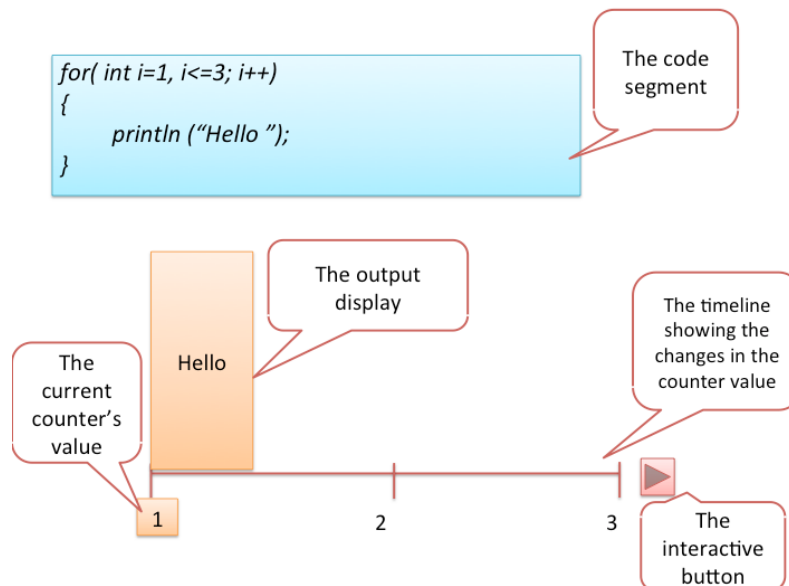 for( int i=1, i<=3; i++)
{
println (“Hello ”);
}
The code
segment
The output
display
Hello
The
current
counter’s
value
The timeline
showing the
changes in the
counter value
1
2
3
The
interactive
button